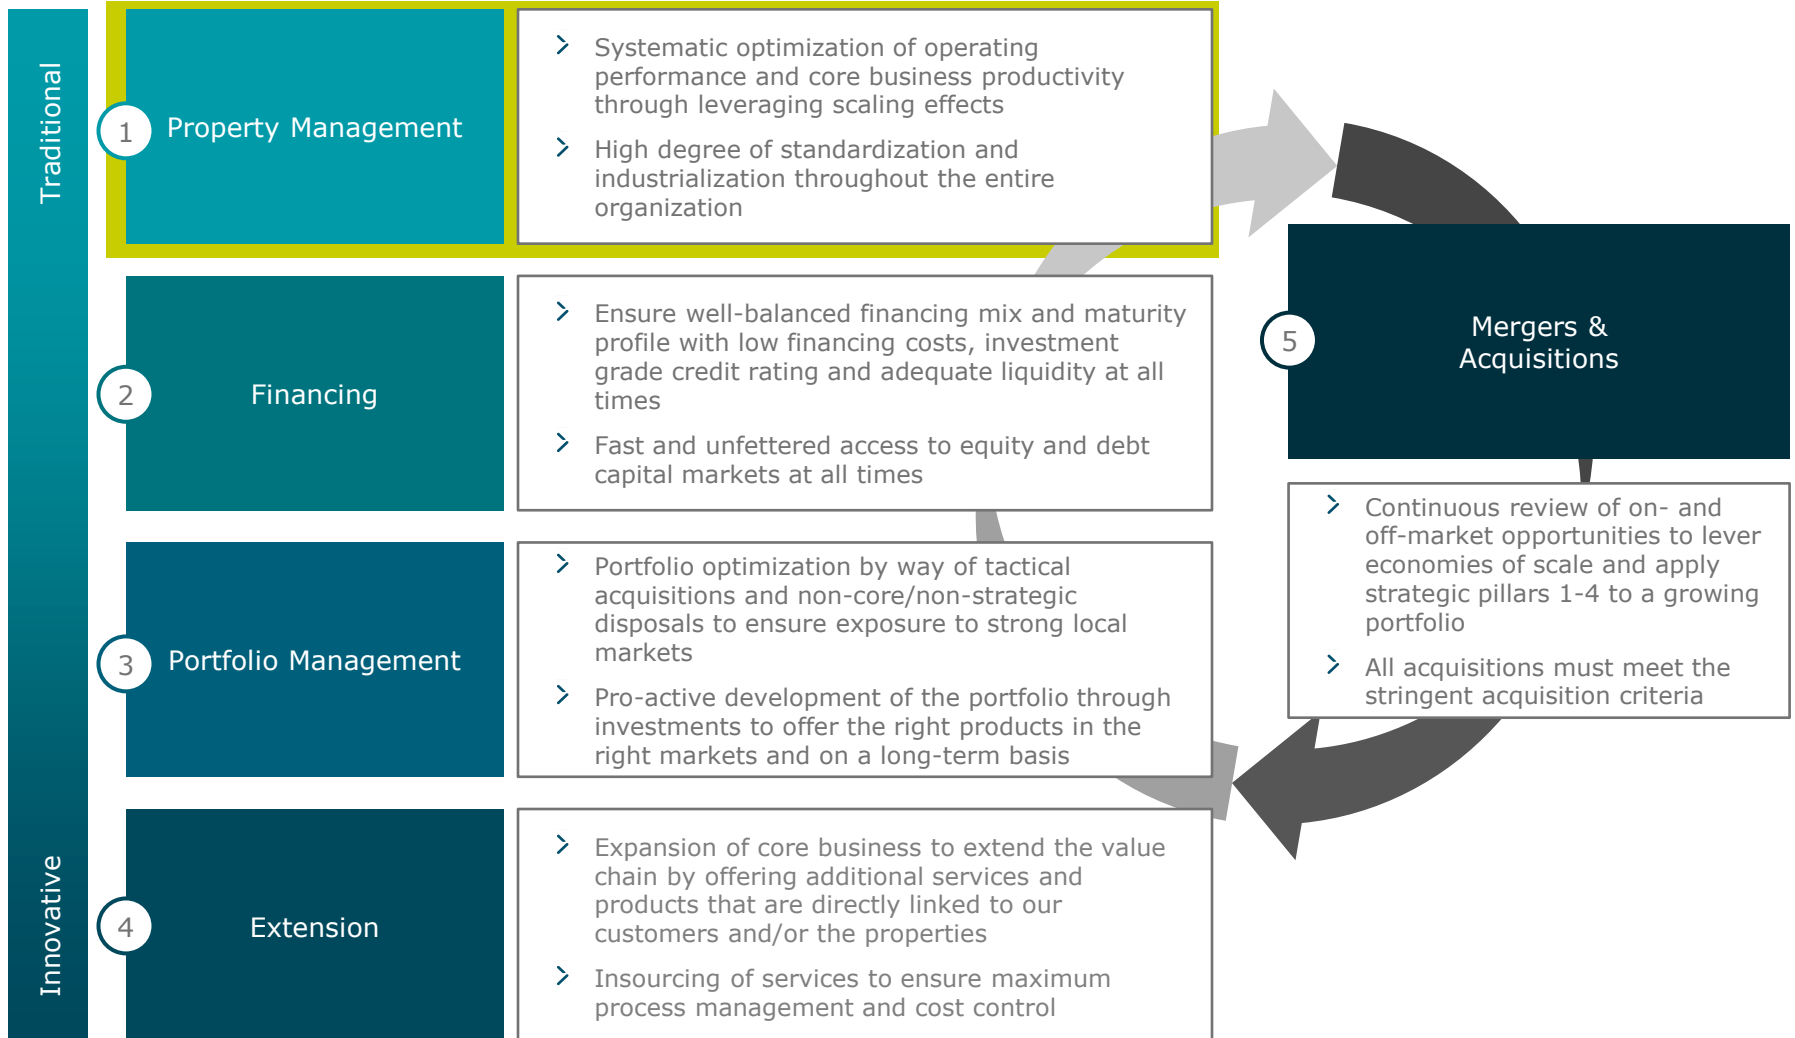 Traditional
Innovative
1
Property Management
Systematic optimization of operating
performance and core business productivity
through leveraging scaling effects
High degree of standardization and
industrialization throughout the entire
organization
2
Financing
Ensure well-balanced financing mix and maturity
profile with low financing costs, investment
grade credit rating and adequate liquidity at all
times
Fast and unfettered access to equity and debt
capital markets at all times
3
Portfolio Management
Portfolio optimization by way of tactical
acquisitions and non-core/non-strategic
disposals to ensure exposure to strong local
markets
Pro-active development of the portfolio through
investments to offer the right products in the
right markets and on a long-term basis
4
Extension
Expansion of core business to extend the value
chain by offering additional services and
products that are directly linked to our
customers and/or the properties
Insourcing of services to ensure maximum
process management and cost control
5
Mergers &
Acquisitions
Continuous review of on- and
off-market opportunities to lever
economies of scale and apply
strategic pillars 1-4 to a growing
portfolio
All acquisitions must meet the
stringent acquisition criteria